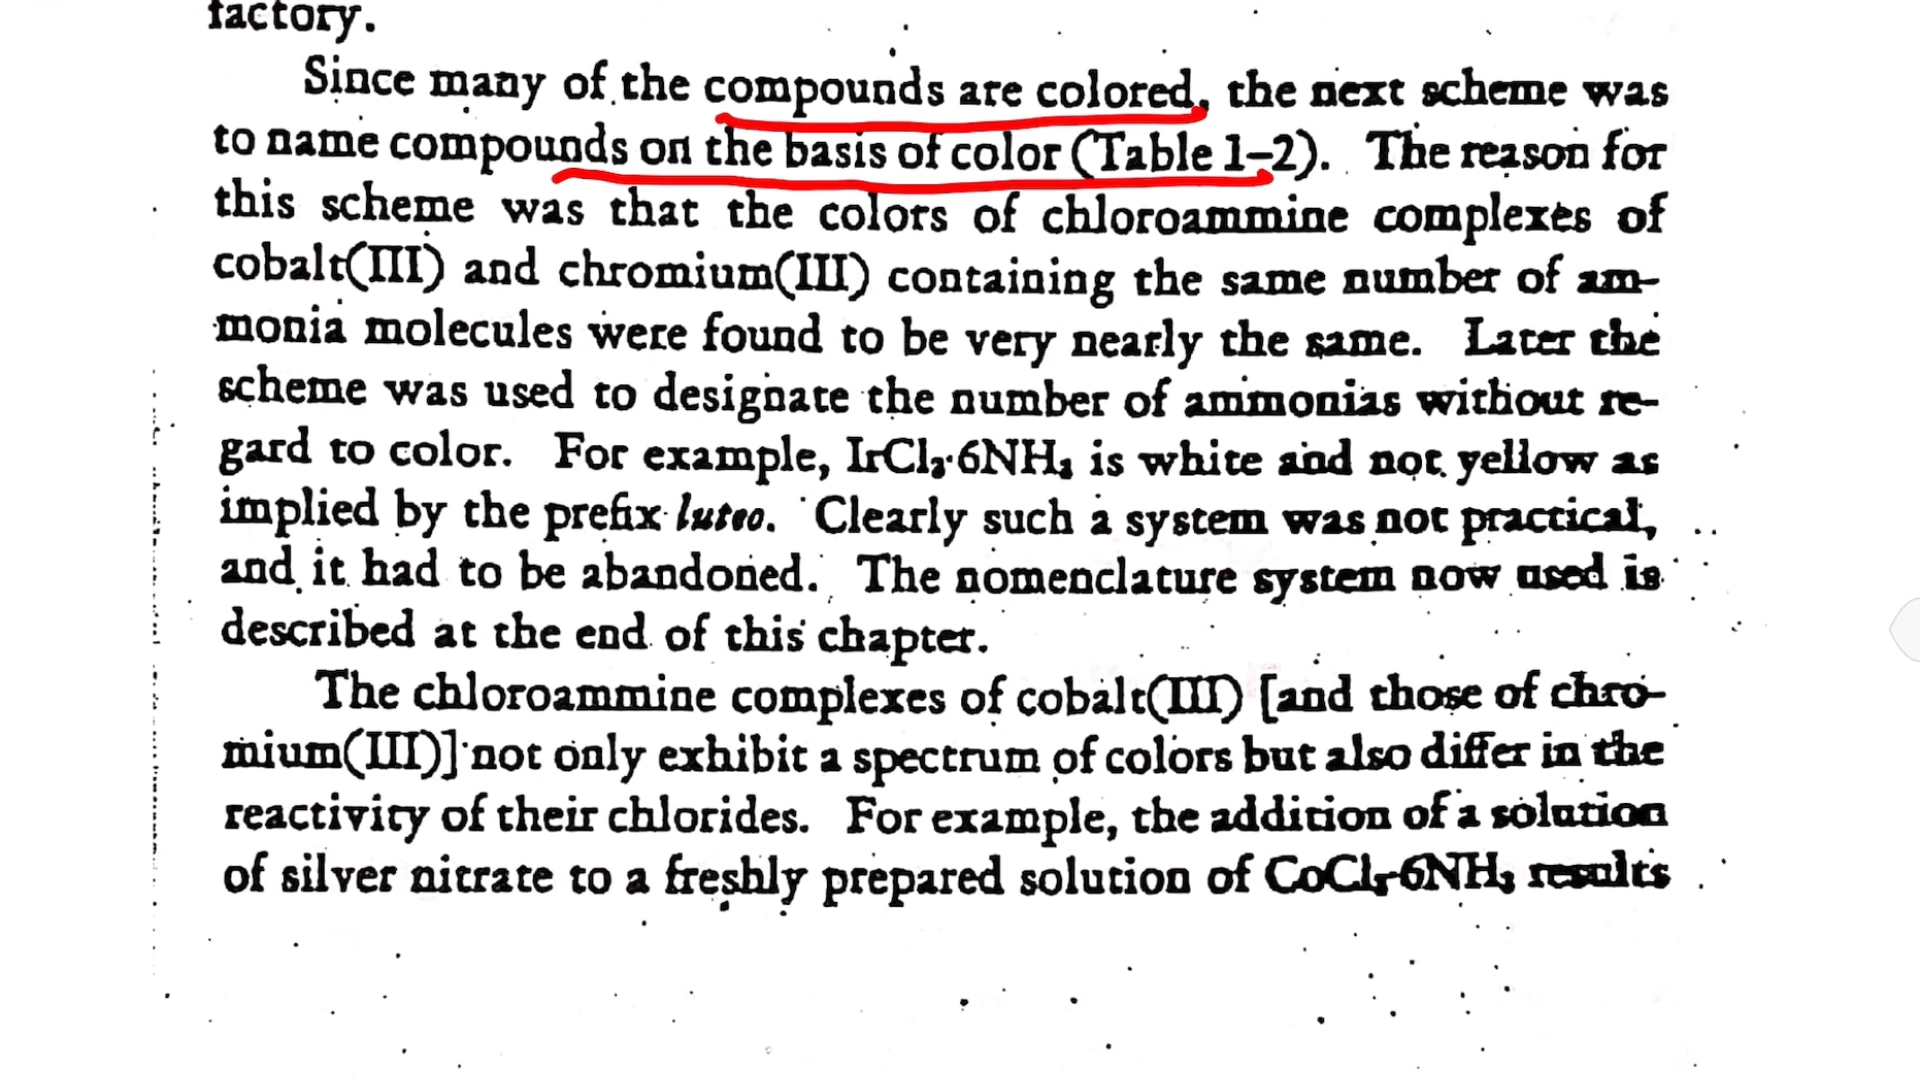 factory.
Since many of the compounds are colored, the next scheme was
to name compounds on the basis of color (Table 1–2). The reason for
this scheme was that the colors of chloroammine complexes of
cobalt(III) and chromium(III) containing the same number of am-
monia molecules were found to be very nearly the same. Later the
scheme was used to designate the number of ammonias without re-
gard to color. For example, IrCl₃·6NH₃ is white and not yellow as
implied by the prefix luteo. Clearly such a system was not practical,
and it had to be abandoned. The nomenclature system now used is
described at the end of this chapter.
The chloroammine complexes of cobalt(III) [and those of chro-
mium(III)] not only exhibit a spectrum of colors but also differ in the
reactivity of their chlorides. For example, the addition of a solution
of silver nitrate to a freshly prepared solution of CoCl₃·6NH₃ results